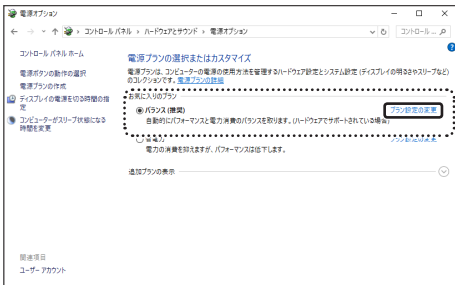 電源オプション
コントロール パネル › ハードウェアとサウンド › 電源オプション
コントロール...
コントロール パネル ホーム
電源ボタンの動作の選択
電源プランの作成
ディスプレイの電源を切る時間の指定
コンピューターがスリープ状態になる時間を変更
電源プランの選択またはカスタマイズ
電源プランは、コンピューターの電源の使用方法を管理するハードウェア設定とシステム設定 (ディスプレイの明るさやスリープなど)
のコレクションです。電源プランの詳細
お気に入りのプラン
バランス (推奨)
プラン設定の変更
自動的にパフォーマンスと電力消費のバランスを取ります。(ハードウェアでサポートされている場合)
省電力
プラン設定の変更
電力の消費を抑えますが、パフォーマンスは低下します。
追加プランの表示
関連項目
ユーザー アカウント